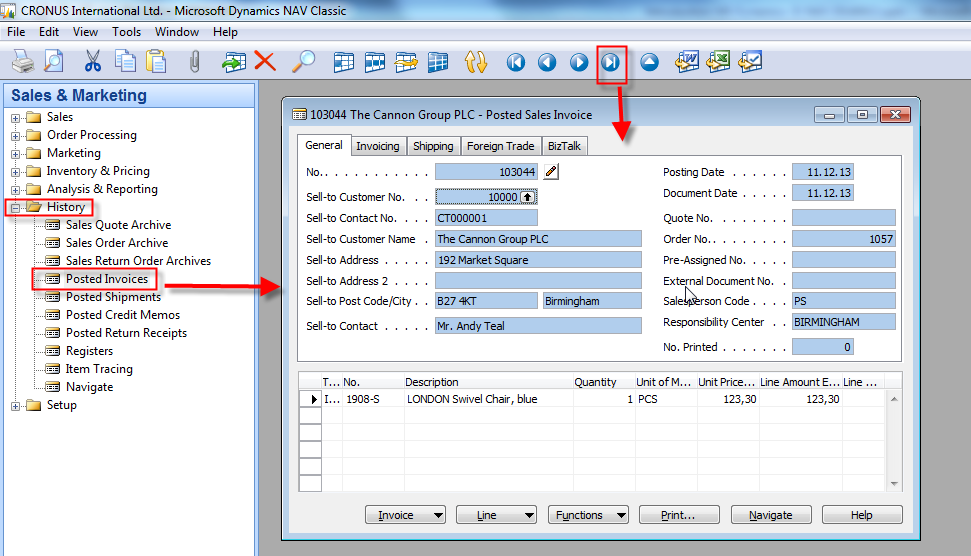 CRONUS International Ltd. - Microsoft Dynamics NAV Classic
File Edit View Tools Window Help
Sales & Marketing
Sales
Order Processing
Marketing
Inventory & Pricing
Analysis & Reporting
History
Sales Quote Archive
Sales Order Archive
Sales Return Order Archives
Posted Invoices
Posted Shipments
Posted Credit Memos
Posted Return Receipts
Registers
Item Tracing
Navigate
Setup
103044 The Cannon Group PLC - Posted Sales Invoice
General Invoicing Shipping Foreign Trade BizTalk
No. . . . . . . . . . . . 103044
Sell-to Customer No. . . . 10000
Sell-to Contact No. . . . . CT000001
Sell-to Customer Name . The Cannon Group PLC
Sell-to Address . . . . . . 192 Market Square
Sell-to Address 2 . . . .
Sell-to Post Code/City . . B27 4KT Birmingham
Sell-to Contact . . . . . Mr. Andy Teal
Posting Date . . . . . 11.12.13
Document Date . . . . 11.12.13
Quote No. . . . . . . .
Order No. . . . . . . . 1057
Pre-Assigned No. . . . .
External Document No. . .
Salesperson Code . . . . PS
Responsibility Center . . BIRMINGHAM
No. Printed . . . . . . . 0
T... No. Description Quantity Unit of M... Unit Price... Line Amount E... Line ...
I... 1908-S LONDON Swivel Chair, blue 1 PCS 123,30 123,30
Invoice Line Functions Print... Navigate Help